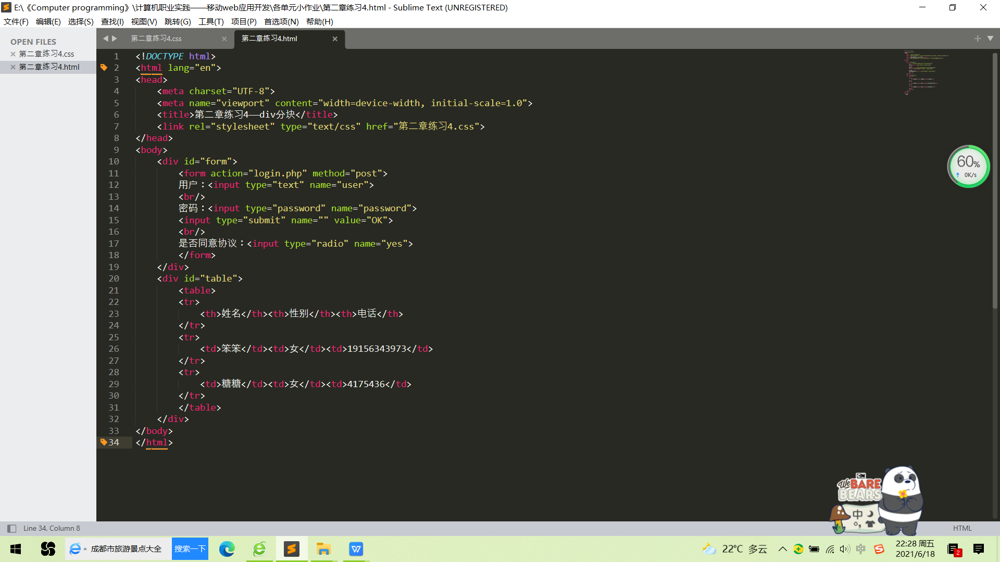 E:\《Computer programming》\计算机职业实践——移动web应用开发\各单元小作业\第二章练习4.html - Sublime Text (UNREGISTERED)
文件(F) 编辑(E) 选择(S) 查找(I) 视图(V) 跳转(G) 工具(T) 项目(P) 首选项(N) 帮助(H)
OPEN FILES
第二章练习4.css
第二章练习4.html
第二章练习4.css
第二章练习4.html
1 <!DOCTYPE html>
2 <html lang="en">
3 <head>
4 <meta charset="UTF-8">
5 <meta name="viewport" content="width=device-width, initial-scale=1.0">
6 <title>第二章练习4——div分块</title>
7 <link rel="stylesheet" type="text/css" href="第二章练习4.css">
8 </head>
9 <body>
10 <div id="form">
11 <form action="login.php" method="post">
12 用户：<input type="text" name="user">
13 <br/>
14 密码：<input type="password" name="password">
15 <input type="submit" name="" value="OK">
16 <br/>
17 是否同意协议：<input type="radio" name="yes">
18 </form>
19 </div>
20 <div id="table">
21 <table>
22 <tr>
23 <th>姓名</th><th>性别</th><th>电话</th>
24 </tr>
25 <tr>
26 <td>笨笨</td><td>女</td><td>19156343973</td>
27 </tr>
28 <tr>
29 <td>糖糖</td><td>女</td><td>4175436</td>
30 </tr>
31 </table>
32 </div>
33 </body>
34 </html>
60%
0K/s
CN
We BARE
BEARS
中
Line 34, Column 8
HTML
成都市旅游景点大全
搜索一下
22°C 多云
中
22:28 周五
2021/6/18
2